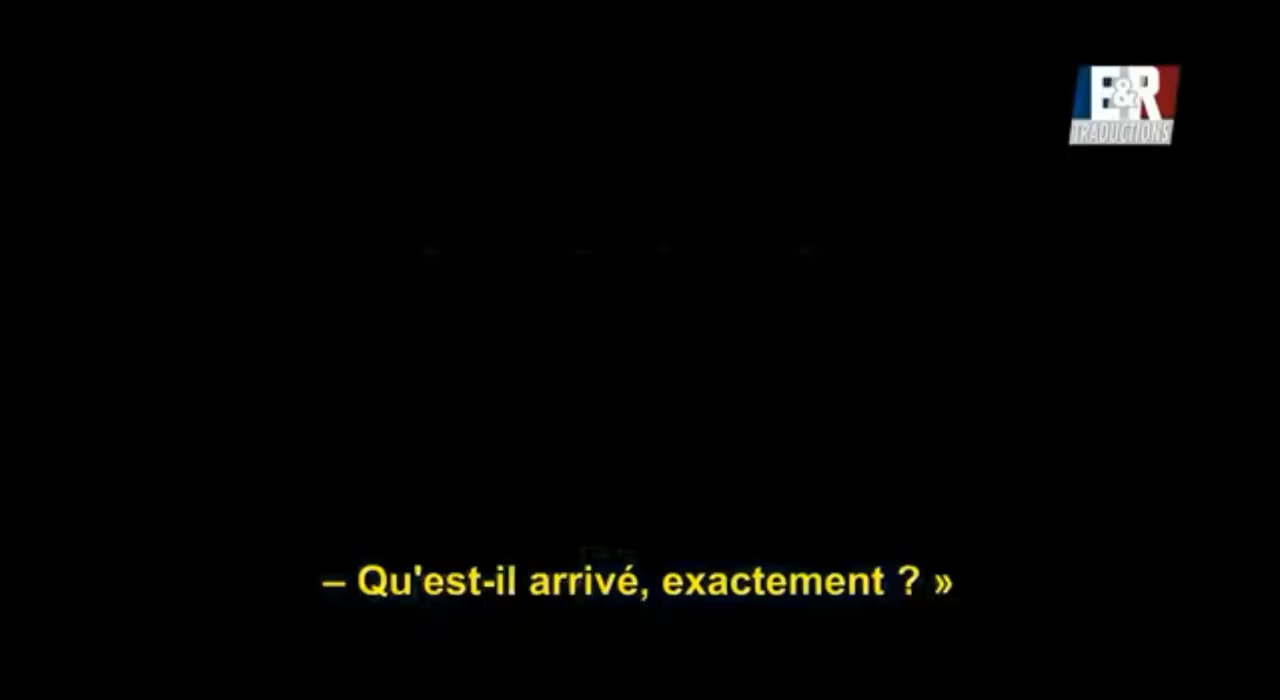 E&R
TRADUCTIONS
– Qu'est-il arrivé, exactement ? »